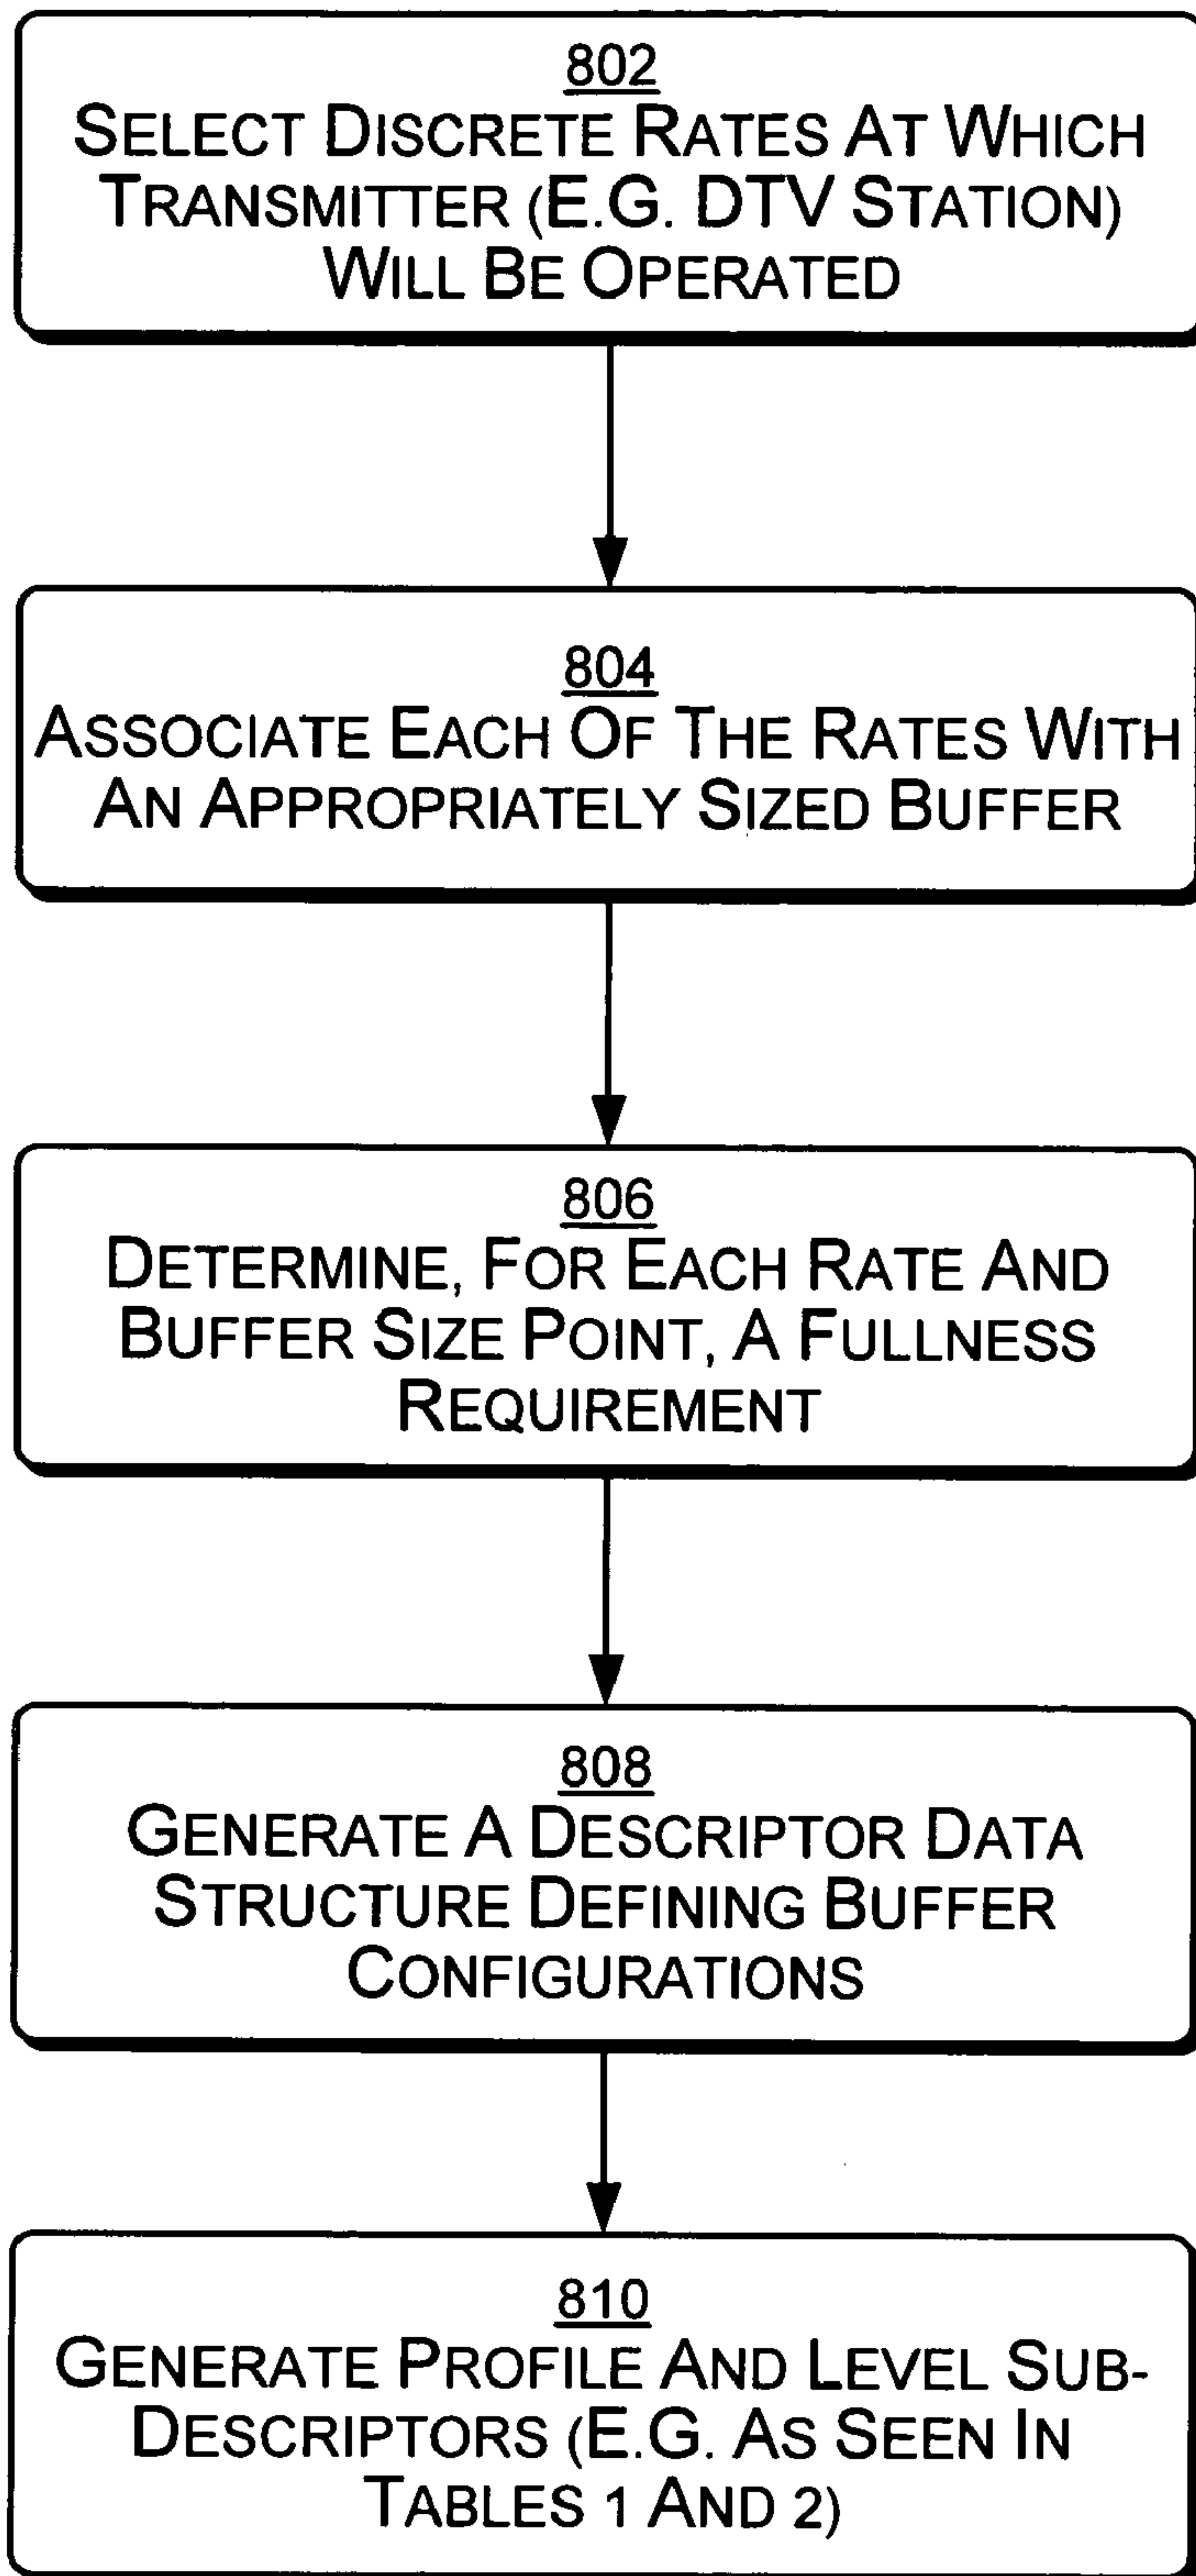 802
SELECT DISCRETE RATES AT WHICH
TRANSMITTER (E.G. DTV STATION)
WILL BE OPERATED
804
ASSOCIATE EACH OF THE RATES WITH
AN APPROPRIATELY SIZED BUFFER
806
DETERMINE, FOR EACH RATE AND
BUFFER SIZE POINT, A FULLNESS
REQUIREMENT
808
GENERATE A DESCRIPTOR DATA
STRUCTURE DEFINING BUFFER
CONFIGURATIONS
810
GENERATE PROFILE AND LEVEL SUB-
DESCRIPTORS (E.G. AS SEEN IN
TABLES 1 AND 2)